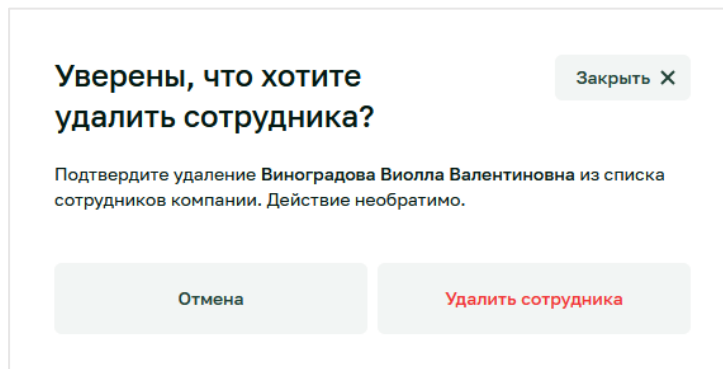 Уверены, что хотите
удалить сотрудника?
Закрыть
Подтвердите удаление Виноградова Виолла Валентиновна из списка
сотрудников компании. Действие необратимо.
Отмена
Удалить сотрудника